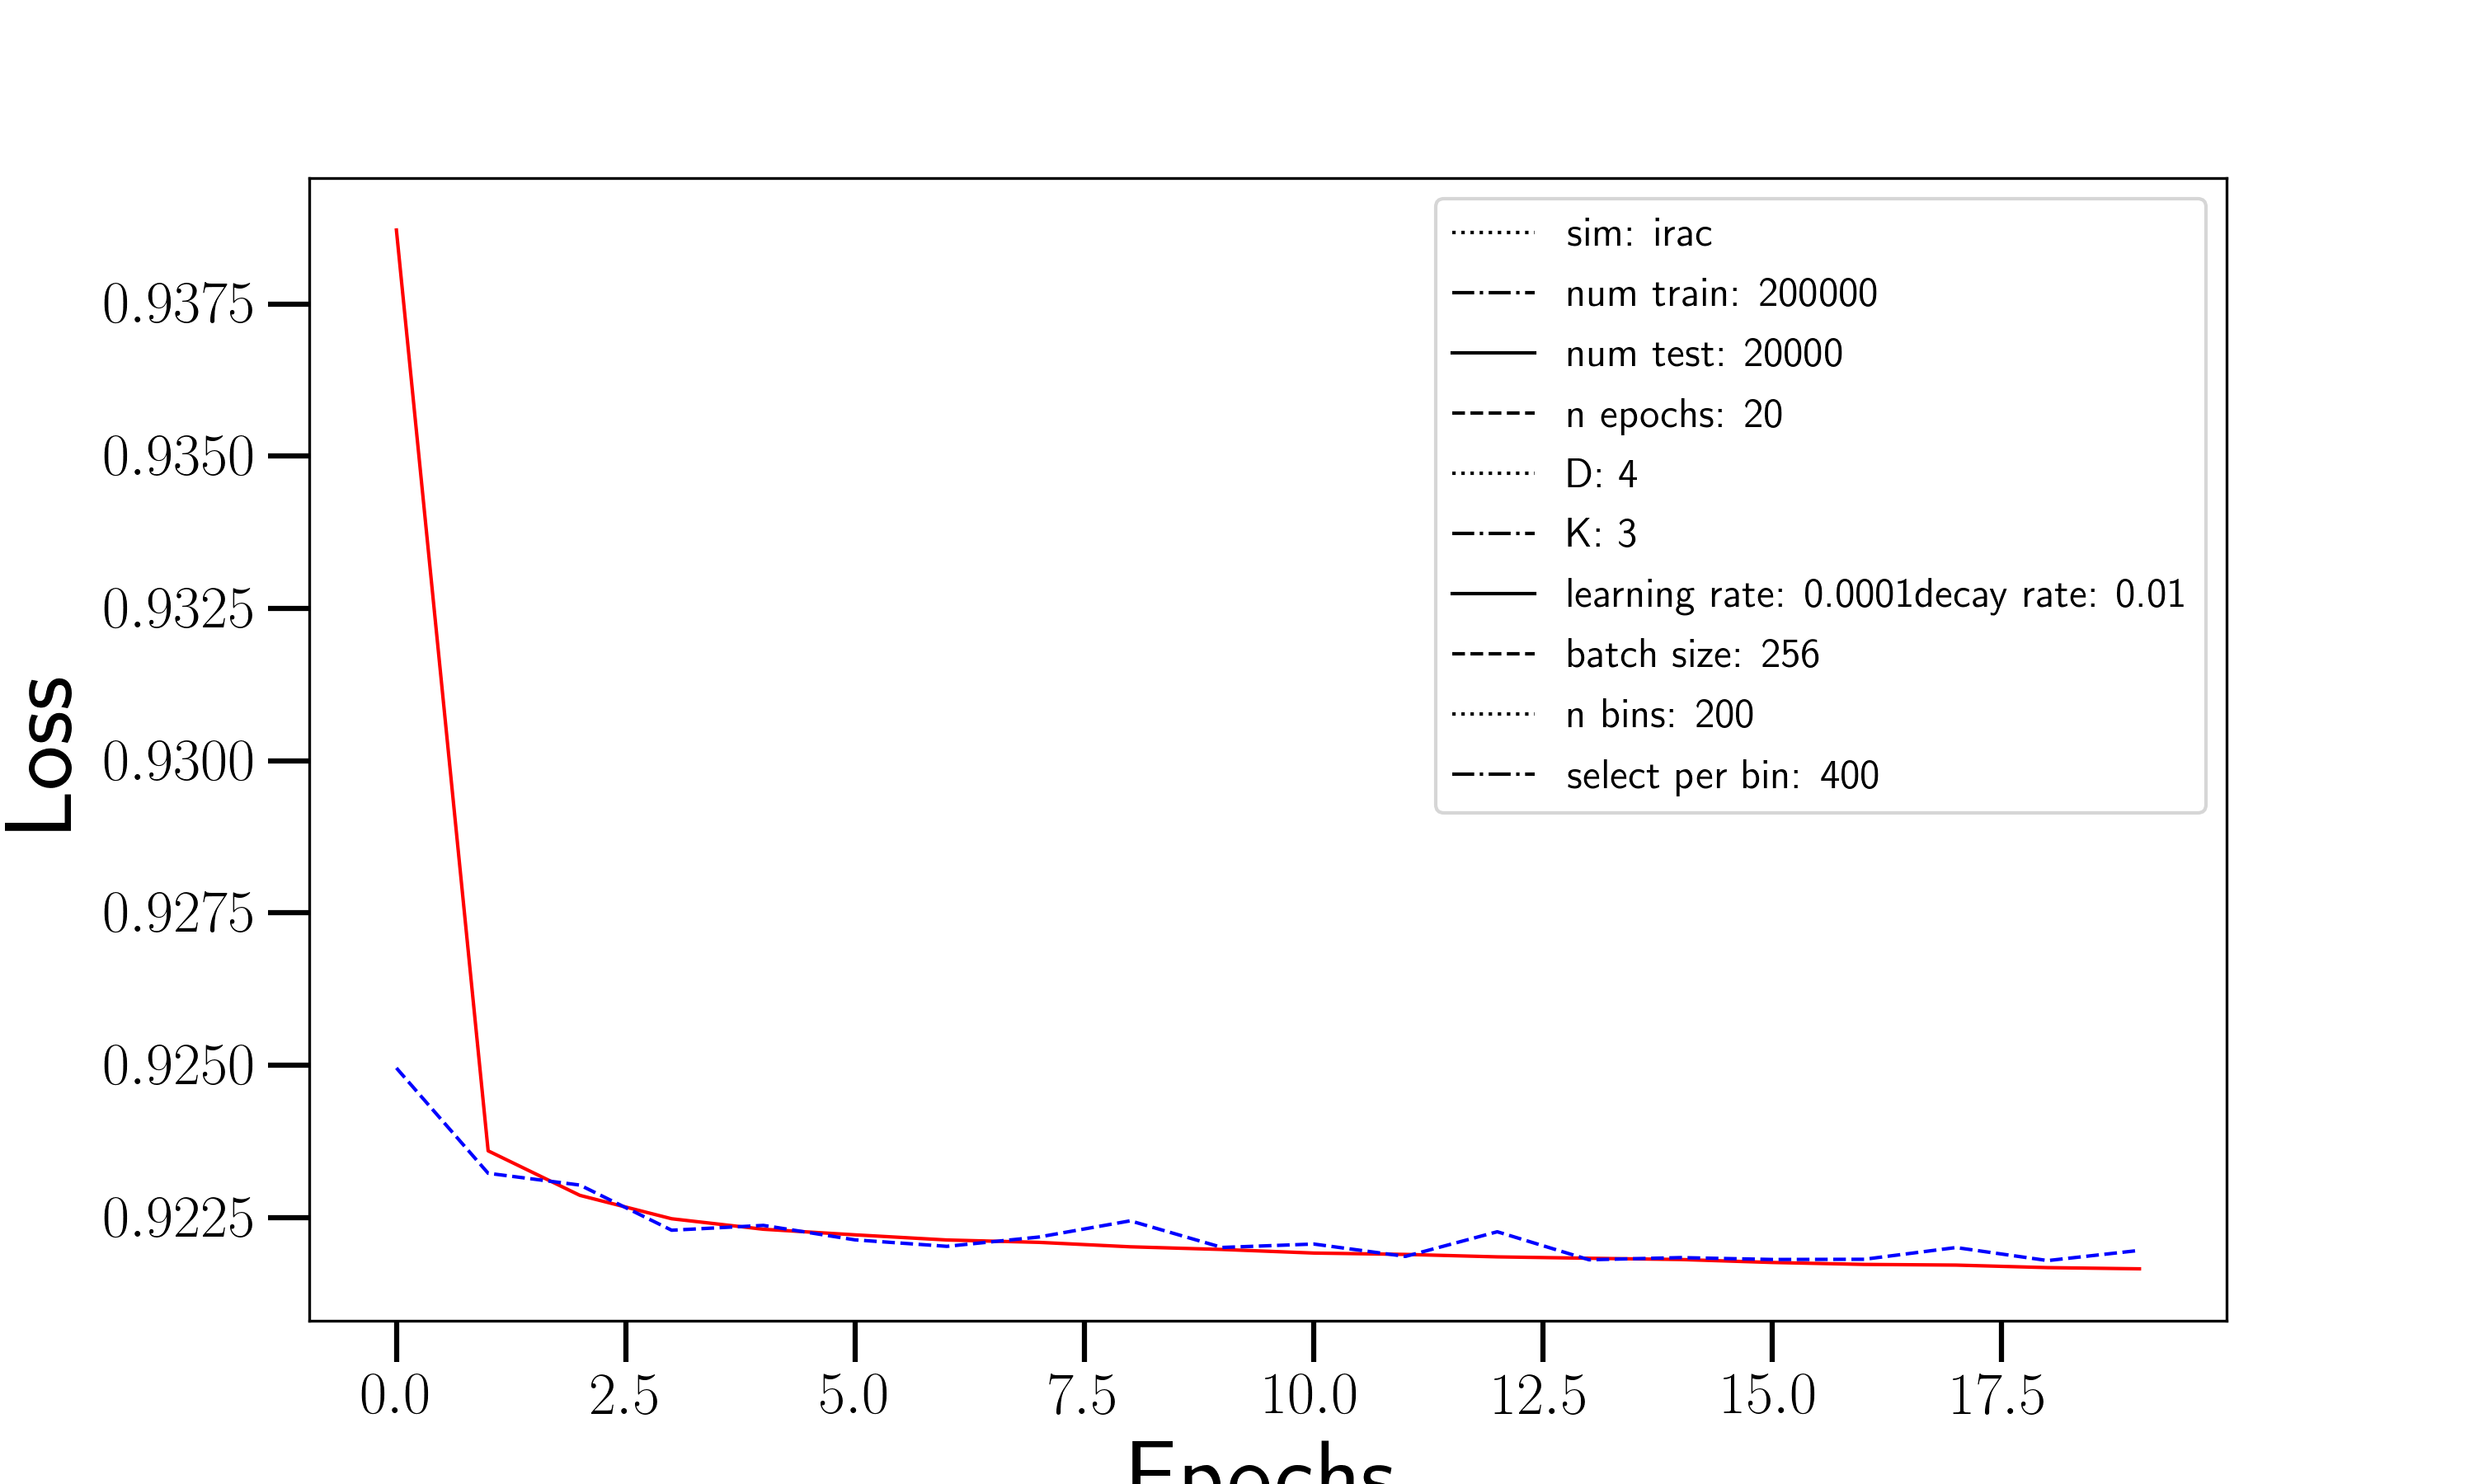 sim: irac
num train: 200000
num test: 20000
n epochs: 20
D: 4
K: 3
learning rate: 0.0001decay rate: 0.01
batch size: 256
n bins: 200
select per bin: 400
0.9375
0.9350
0.9325
0.9300
0.9275
0.9250
0.9225
Loss
0.0 2.5 5.0 7.5 10.0 12.5 15.0 17.5
Epochs